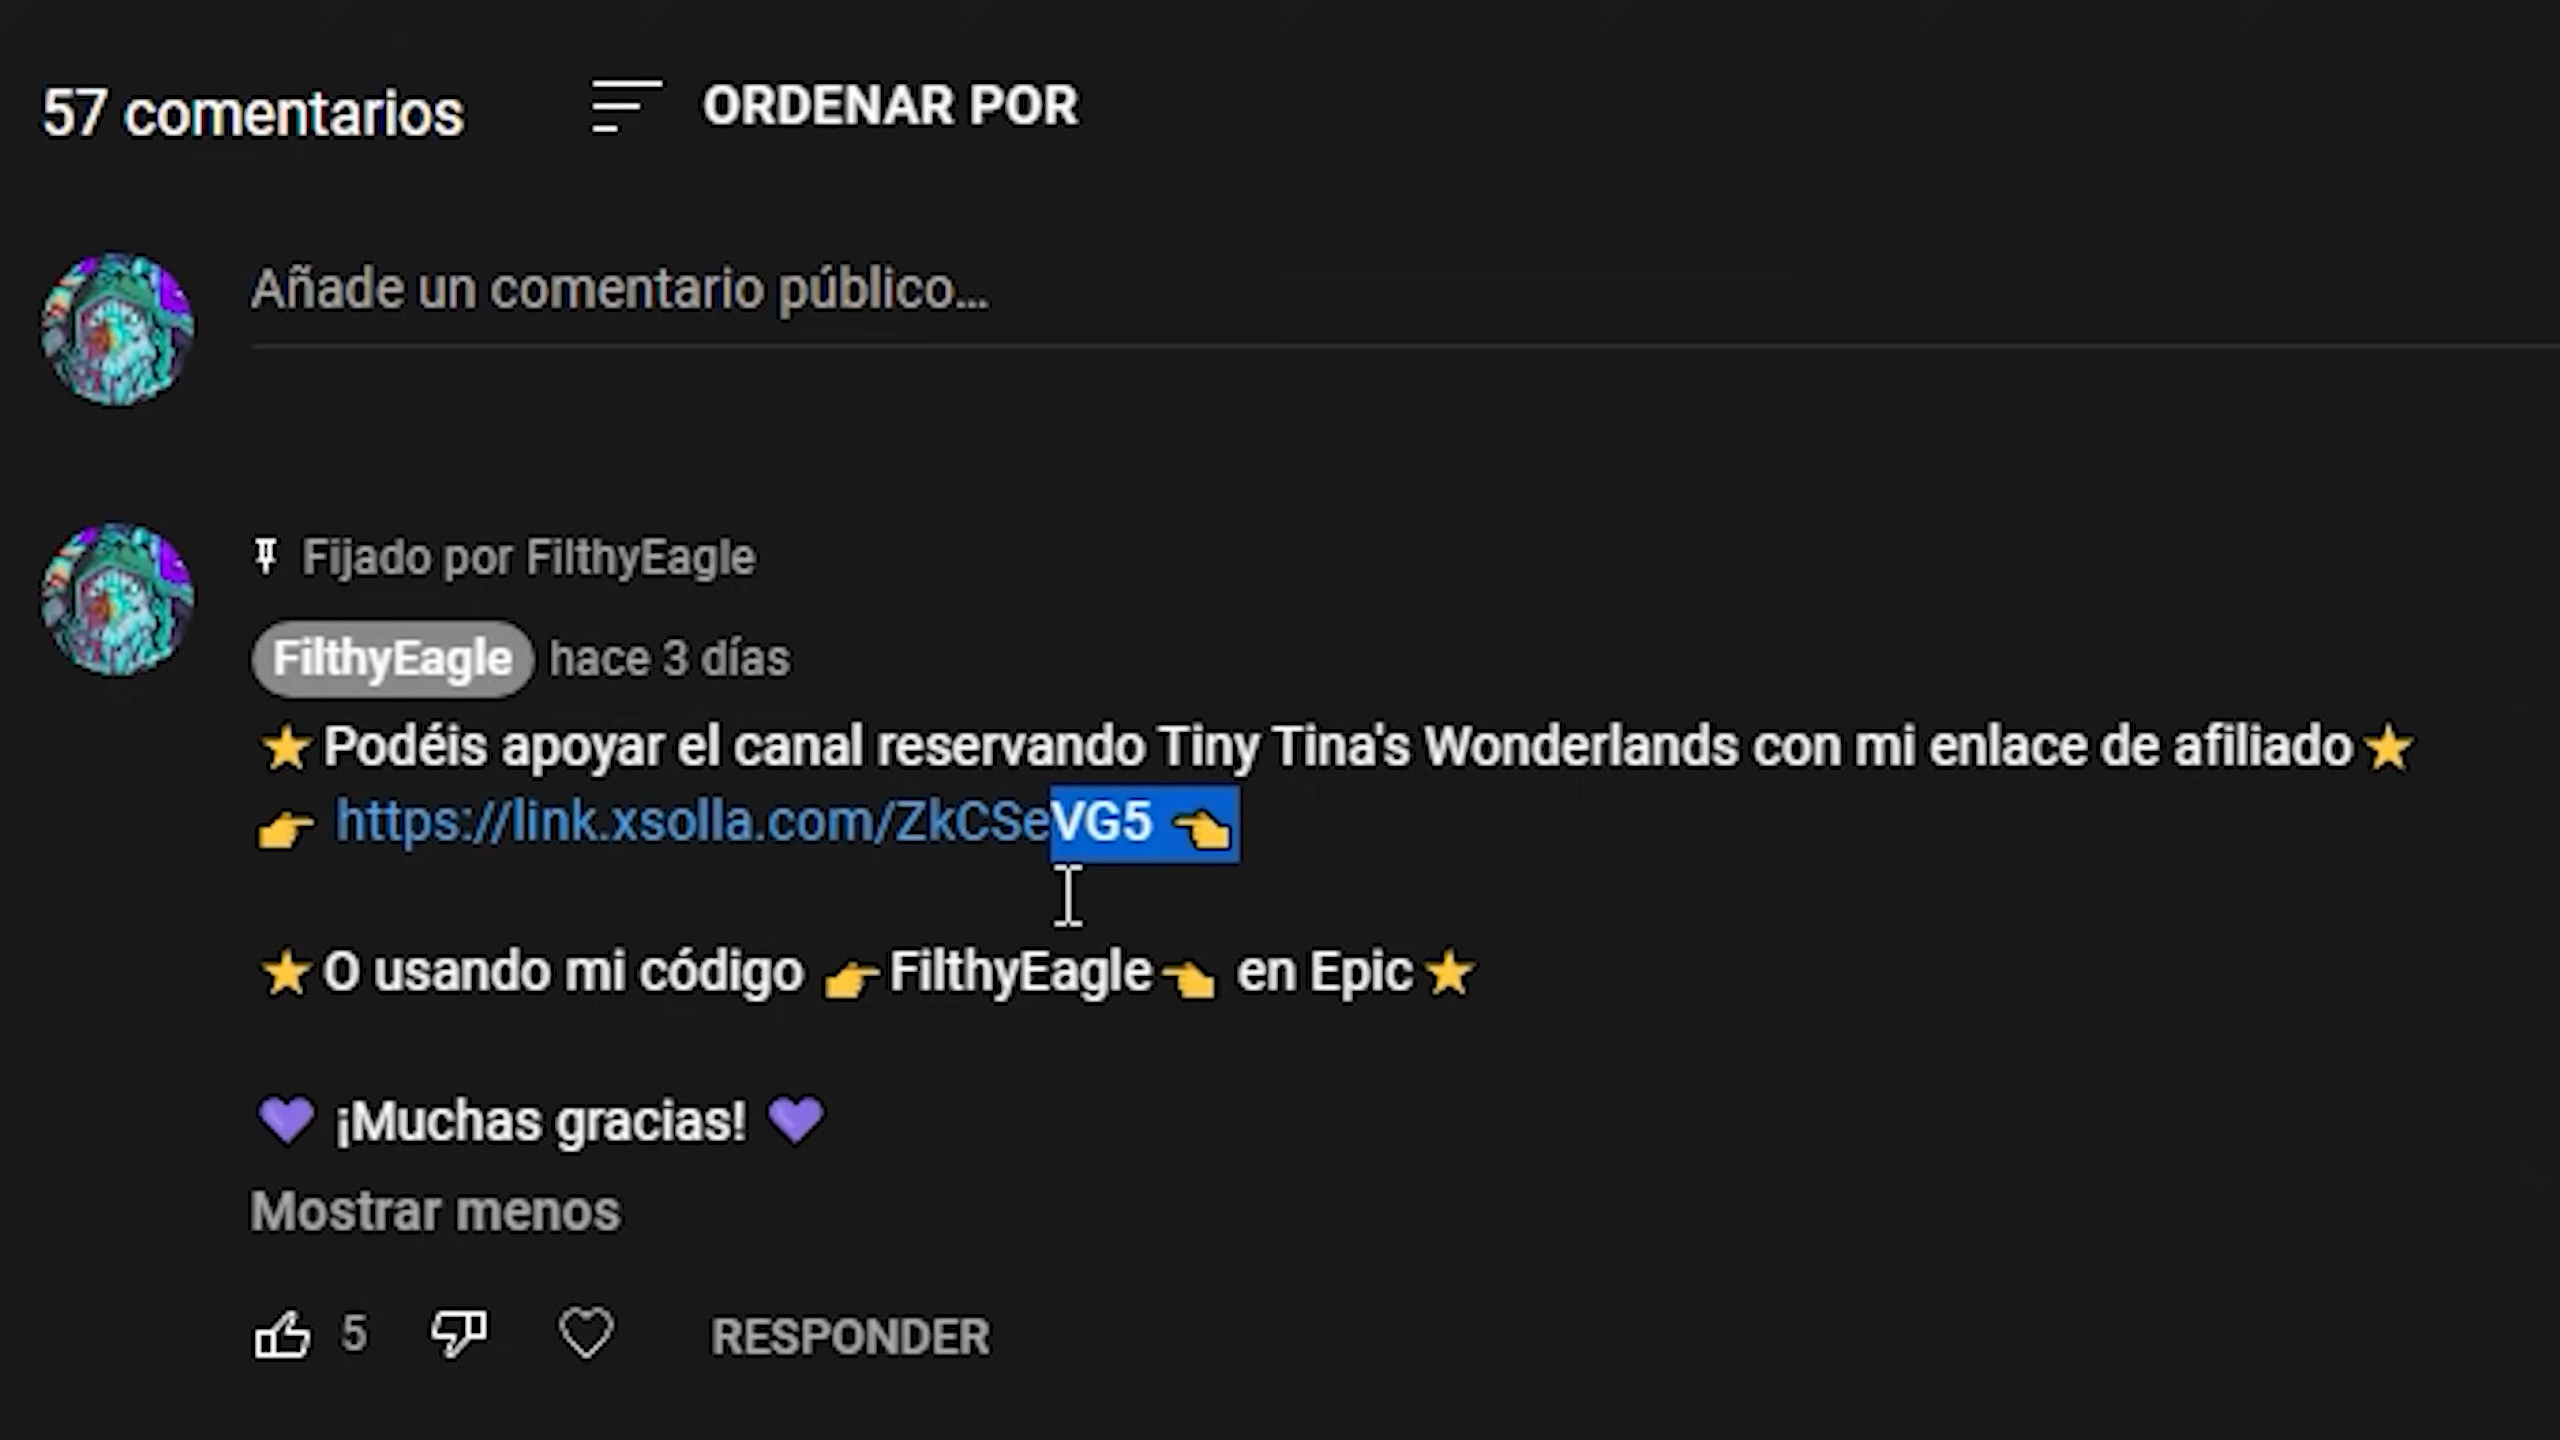 57 comentarios
ORDENAR POR
Añade un comentario público...
Fijado por FilthyEagle
FilthyEagle hace 3 días
⭐Podéis apoyar el canal reservando Tiny Tina's Wonderlands con mi enlace de afiliado⭐
👉 https://link.xsolla.com/ZkCSeVG5 👈
⭐O usando mi código 👉FilthyEagle👈 en Epic⭐
💜 ¡Muchas gracias! 💜
Mostrar menos
5
RESPONDER